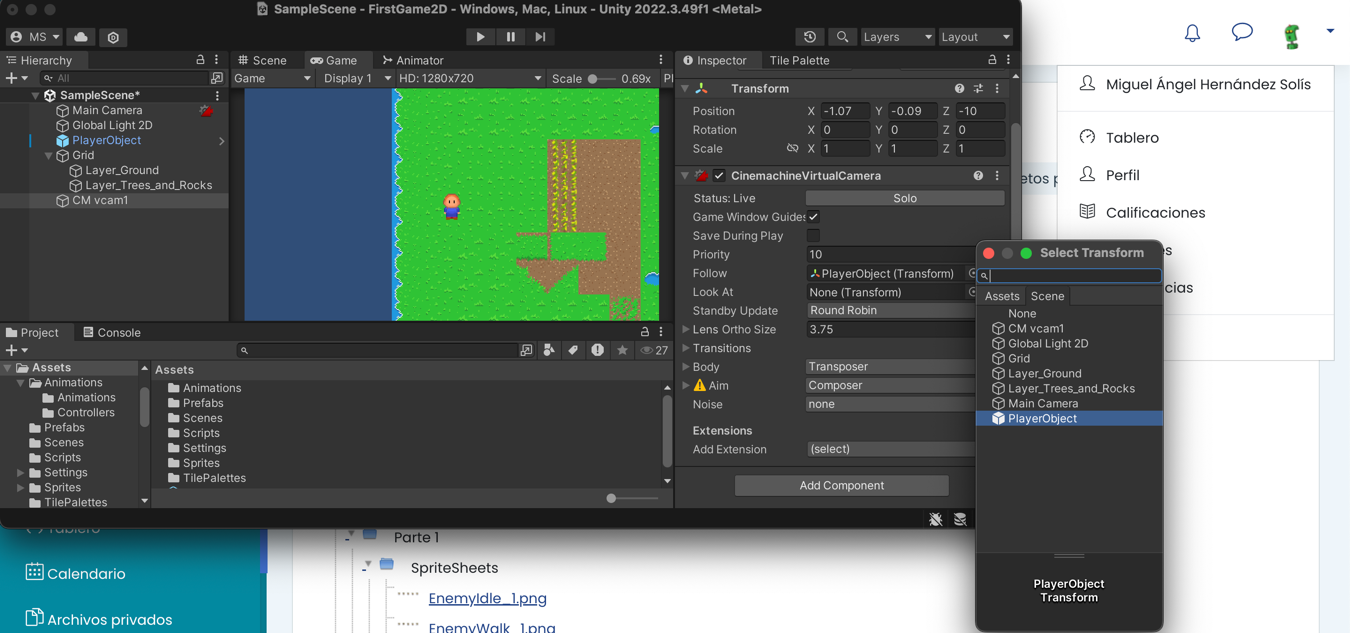 SampleScene - FirstGame2D - Windows, Mac, Linux - Unity 2022.3.49f1 <Metal>
MS
Layers
Layout
Hierarchy
All
SampleScene*
Main Camera
Global Light 2D
PlayerObject
Grid
Layer_Ground
Layer_Trees_and_Rocks
CM vcam1
Scene
Game
Animator
Game
Display 1
HD: 1280x720
Scale
0.69x
Pl
Inspector
Tile Palette
Transform
Position
X -1.07 Y -0.09 Z -10
Rotation
X 0 Y 0 Z 0
Scale
X 1 Y 1 Z 1
CinemachineVirtualCamera
Status: Live
Solo
Game Window Guides
Save During Play
Priority
10
Follow
PlayerObject (Transform)
Look At
None (Transform)
Standby Update
Round Robin
Lens Ortho Size
3.75
Transitions
Body
Transposer
Aim
Composer
Noise
none
Extensions
Add Extension
(select)
Add Component
Project
Console
27
Assets
Animations
Animations
Controllers
Prefabs
Scenes
Scripts
Settings
Sprites
TilePalettes
Assets
Animations
Prefabs
Scenes
Scripts
Settings
Sprites
TilePalettes
Select Transform
Assets
Scene
None
CM vcam1
Global Light 2D
Grid
Layer_Ground
Layer_Trees_and_Rocks
Main Camera
PlayerObject
PlayerObject
Transform
Miguel Ángel Hernández Solís
Tablero
Perfil
Calificaciones
es
cias
etos p
Tablero
Calendario
Archivos privados
Parte 1
SpriteSheets
EnemyIdle_1.png
EnemyWalk_1.png